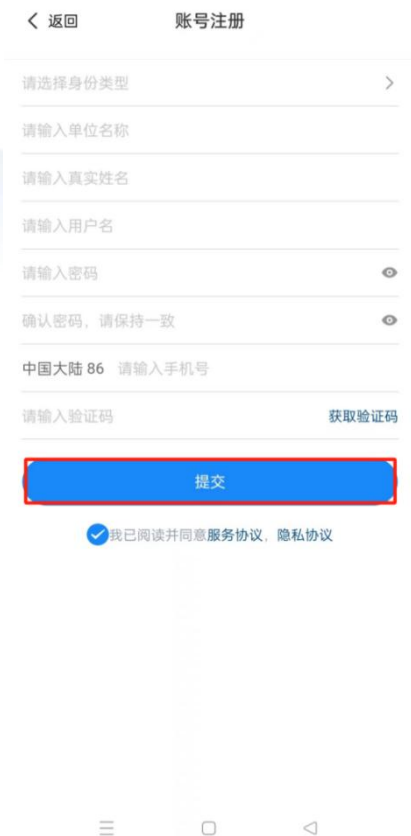 返回 账号注册
请选择身份类型
请输入单位名称
请输入真实姓名
请输入用户名
请输入密码
确认密码，请保持一致
中国大陆 86 请输入手机号
请输入验证码 获取验证码
提交
我已阅读并同意服务协议，隐私协议